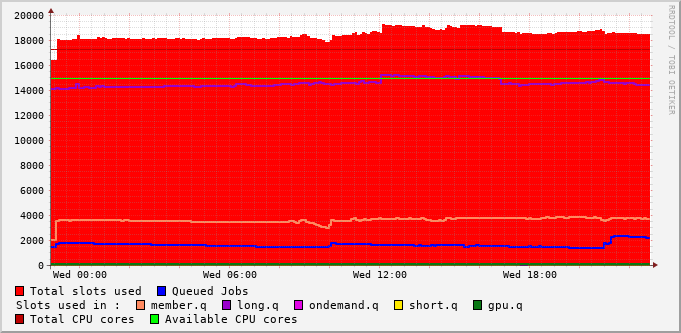 20000
18000
16000
14000
12000
10000
8000
6000
4000
2000
0
Wed 00:00 Wed 06:00 Wed 12:00 Wed 18:00
RRDTOOL / TOBI OETIKER
Total slots used Queued Jobs
Slots used in : member.q long.q ondemand.q short.q gpu.q
Total CPU cores Available CPU cores